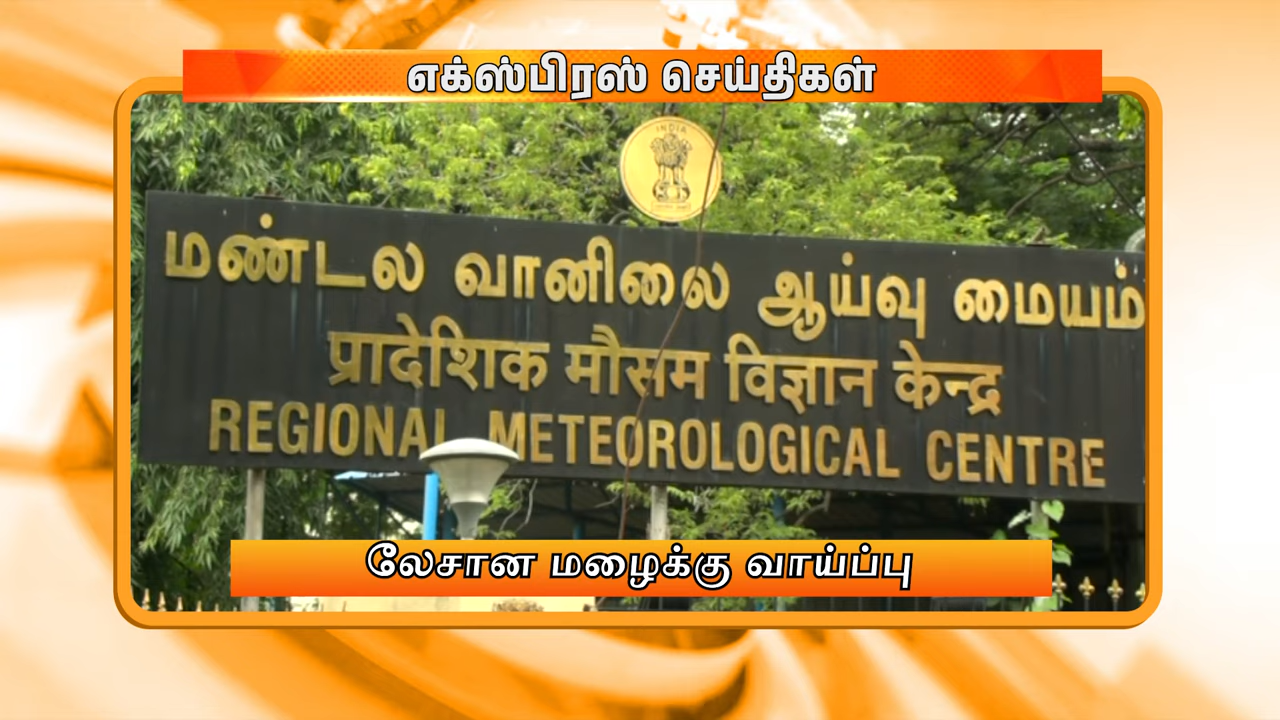 எக்ஸ்பிரஸ் செய்திகள்
INDIA
மண்டல வானிலை ஆய்வு மையம்
प्रादेशिक मौसम विज्ञान केन्द्र
REGIONAL METEOROLOGICAL CENTRE
லேசான மழைக்கு வாய்ப்பு